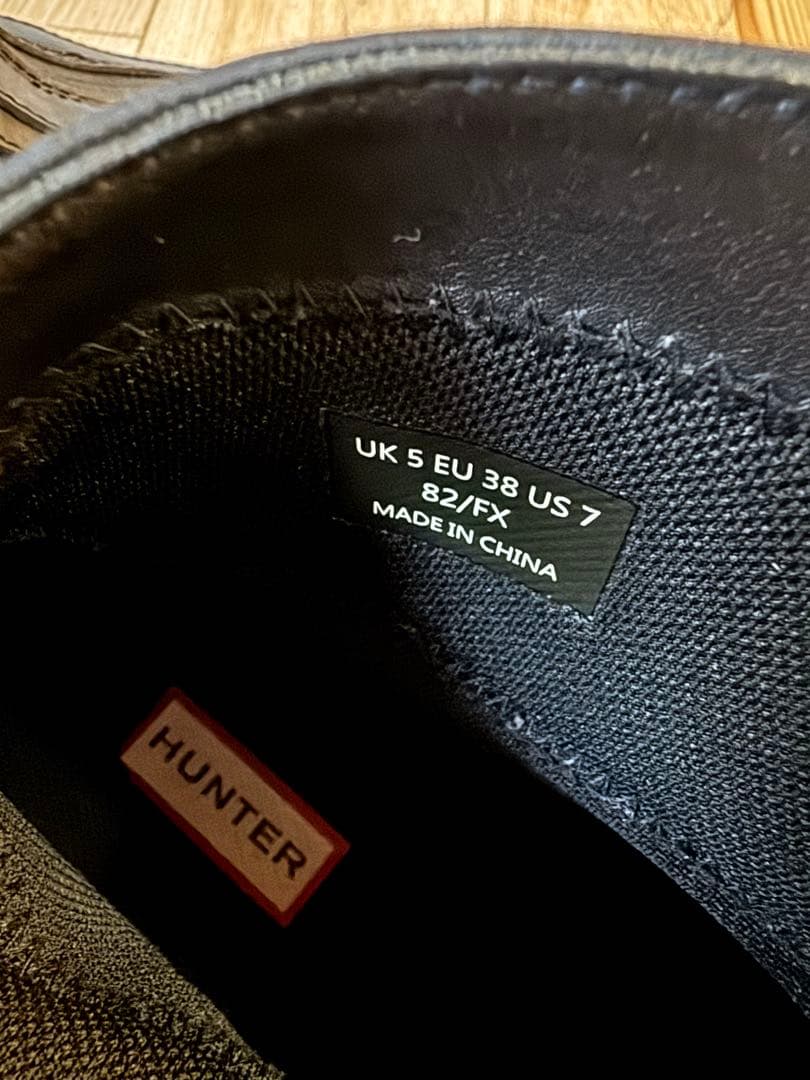 UK 5 EU 38 US 7
82/FX
MADE IN CHINA
HUNTER